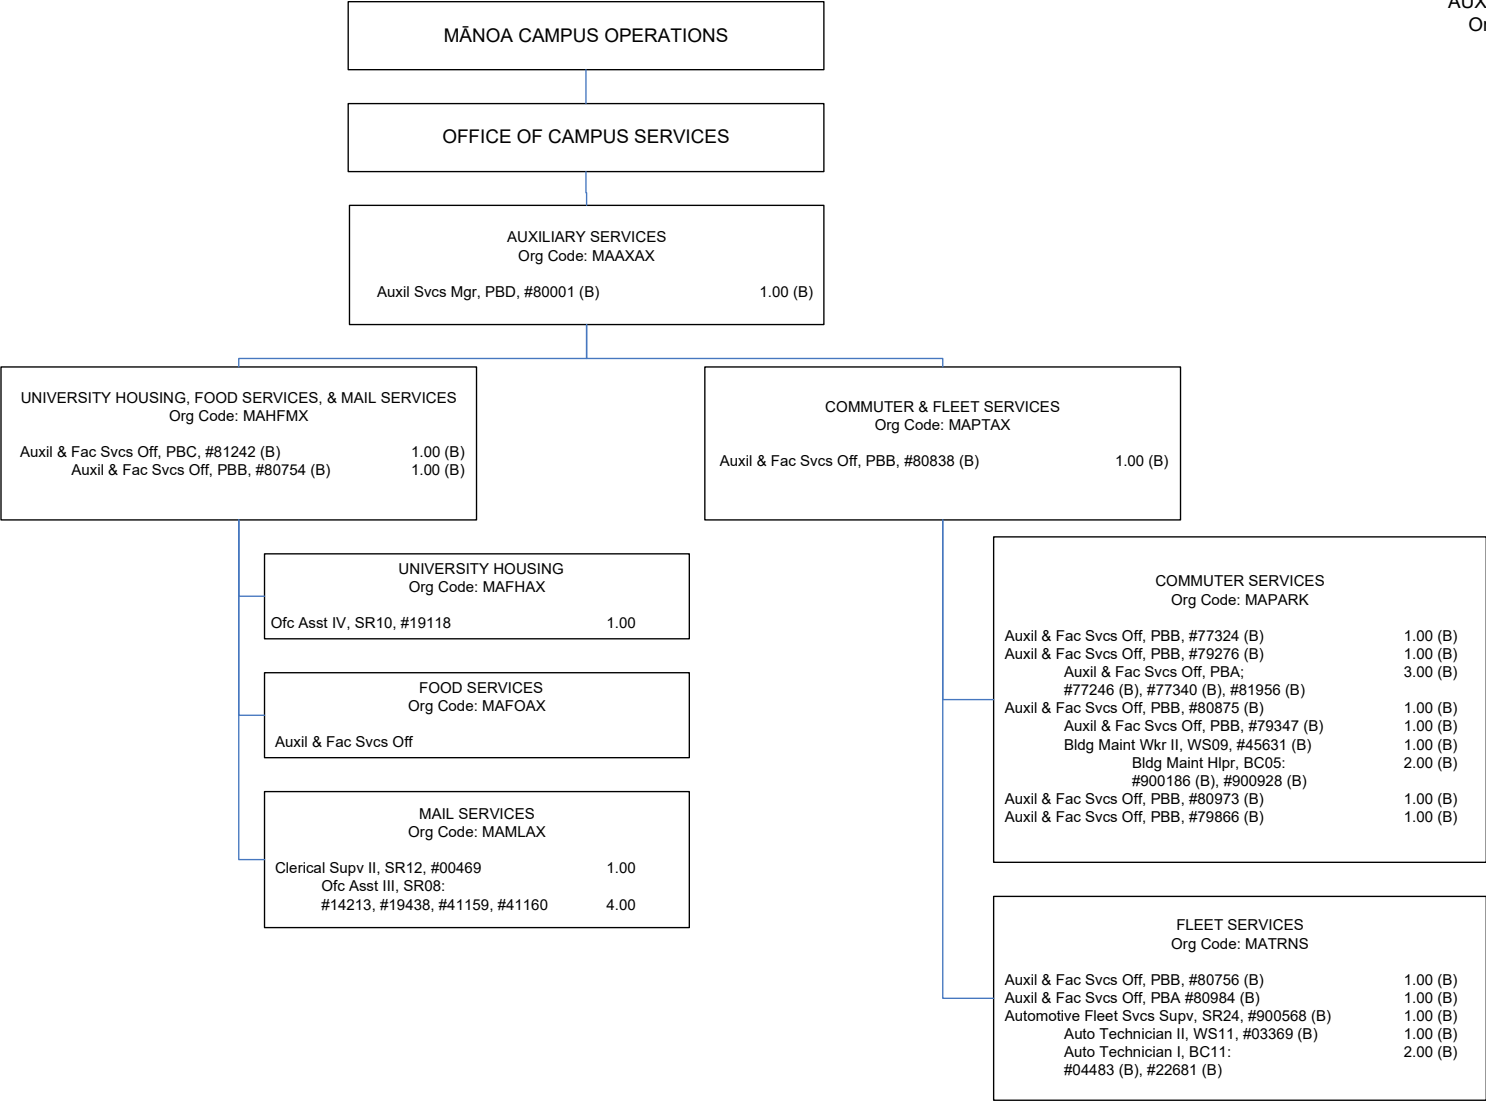 AUX
Or
MĀNOA CAMPUS OPERATIONS
OFFICE OF CAMPUS SERVICES
AUXILIARY SERVICES
Org Code: MAAXAX
Auxil Svcs Mgr, PBD, #80001 (B) 1.00 (B)
UNIVERSITY HOUSING, FOOD SERVICES, & MAIL SERVICES
Org Code: MAHFMX
Auxil & Fac Svcs Off, PBC, #81242 (B) 1.00 (B)
Auxil & Fac Svcs Off, PBB, #80754 (B) 1.00 (B)
COMMUTER & FLEET SERVICES
Org Code: MAPTAX
Auxil & Fac Svcs Off, PBB, #80838 (B) 1.00 (B)
UNIVERSITY HOUSING
Org Code: MAFHAX
Ofc Asst IV, SR10, #19118 1.00
FOOD SERVICES
Org Code: MAFOAX
Auxil & Fac Svcs Off
MAIL SERVICES
Org Code: MAMLAX
Clerical Supv II, SR12, #00469 1.00
Ofc Asst III, SR08:
#14213, #19438, #41159, #41160 4.00
COMMUTER SERVICES
Org Code: MAPARK
Auxil & Fac Svcs Off, PBB, #77324 (B) 1.00 (B)
Auxil & Fac Svcs Off, PBB, #79276 (B) 1.00 (B)
Auxil & Fac Svcs Off, PBA; 3.00 (B)
#77246 (B), #77340 (B), #81956 (B)
Auxil & Fac Svcs Off, PBB, #80875 (B) 1.00 (B)
Auxil & Fac Svcs Off, PBB, #79347 (B) 1.00 (B)
Bldg Maint Wkr II, WS09, #45631 (B) 1.00 (B)
Bldg Maint Hlpr, BC05: 2.00 (B)
#900186 (B), #900928 (B)
Auxil & Fac Svcs Off, PBB, #80973 (B) 1.00 (B)
Auxil & Fac Svcs Off, PBB, #79866 (B) 1.00 (B)
FLEET SERVICES
Org Code: MATRNS
Auxil & Fac Svcs Off, PBB, #80756 (B) 1.00 (B)
Auxil & Fac Svcs Off, PBA #80984 (B) 1.00 (B)
Automotive Fleet Svcs Supv, SR24, #900568 (B) 1.00 (B)
Auto Technician II, WS11, #03369 (B) 1.00 (B)
Auto Technician I, BC11: 2.00 (B)
#04483 (B), #22681 (B)